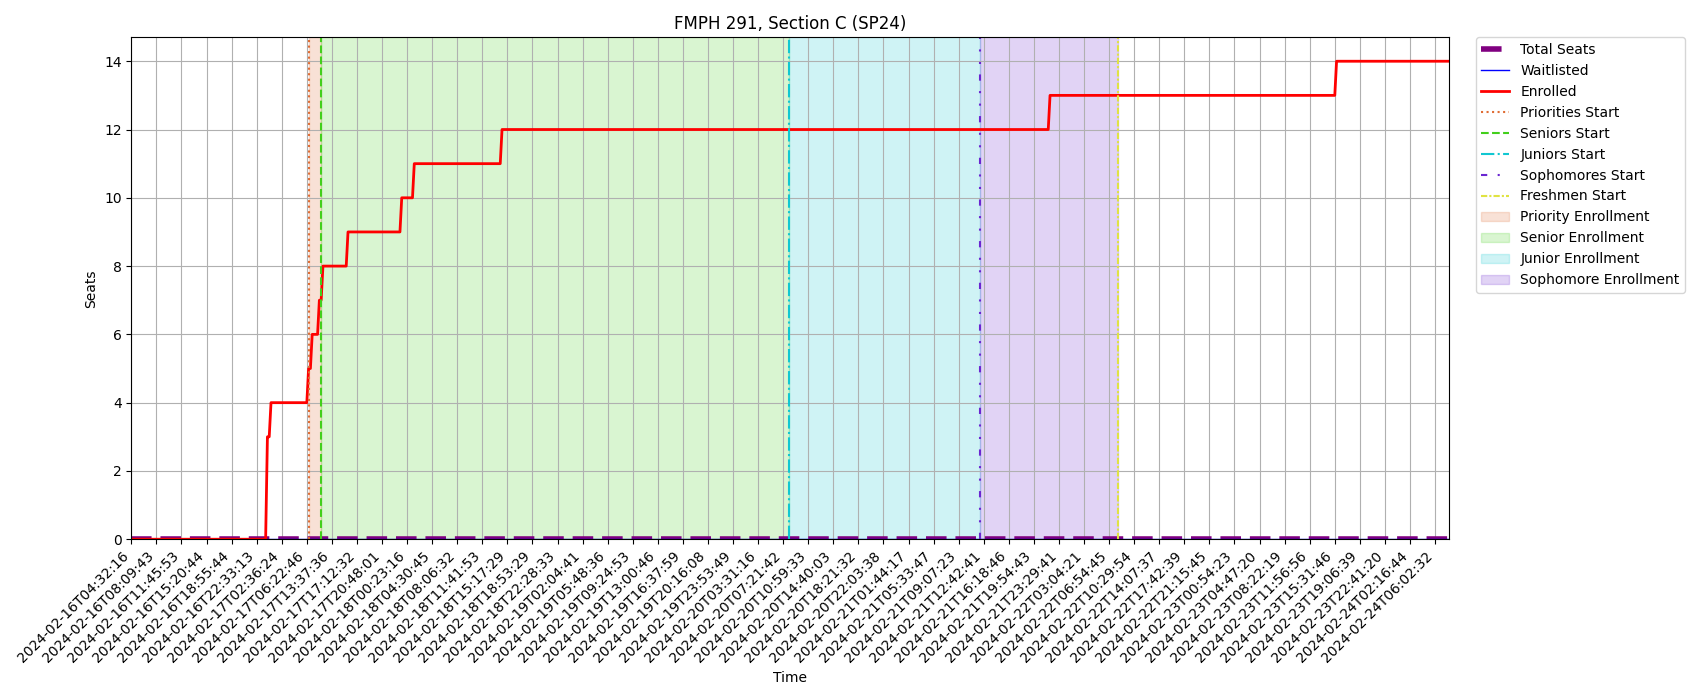 FMPH 291, Section C (SP24)
14
12
10
8
6
4
2
0
Seats
2024-02-16T04:32:16
2024-02-16T08:09:43
2024-02-16T11:45:53
2024-02-16T15:20:44
2024-02-16T18:55:44
2024-02-16T22:33:13
2024-02-17T02:36:24
2024-02-17T06:22:46
2024-02-17T13:37:36
2024-02-17T17:12:32
2024-02-17T20:48:01
2024-02-18T00:23:16
2024-02-18T04:30:45
2024-02-18T08:06:32
2024-02-18T11:41:53
2024-02-18T15:17:29
2024-02-18T18:53:29
2024-02-18T22:28:33
2024-02-19T02:04:41
2024-02-19T05:48:36
2024-02-19T09:24:53
2024-02-19T13:00:46
2024-02-19T16:37:59
2024-02-19T20:16:08
2024-02-19T23:53:49
2024-02-20T03:31:16
2024-02-20T07:21:42
2024-02-20T10:59:33
2024-02-20T14:40:03
2024-02-20T18:21:32
2024-02-20T22:03:38
2024-02-21T01:44:17
2024-02-21T05:33:47
2024-02-21T09:07:23
2024-02-21T12:42:41
2024-02-21T16:18:46
2024-02-21T19:54:43
2024-02-21T23:29:41
2024-02-22T03:04:21
2024-02-22T06:54:45
2024-02-22T10:29:54
2024-02-22T14:07:37
2024-02-22T17:42:39
2024-02-22T21:15:45
2024-02-23T00:54:23
2024-02-23T04:47:20
2024-02-23T08:22:19
2024-02-23T11:56:56
2024-02-23T15:31:46
2024-02-23T19:06:39
2024-02-23T22:41:20
2024-02-24T02:16:44
2024-02-24T06:02:32
Time
Total Seats
Waitlisted
Enrolled
Priorities Start
Seniors Start
Juniors Start
Sophomores Start
Freshmen Start
Priority Enrollment
Senior Enrollment
Junior Enrollment
Sophomore Enrollment